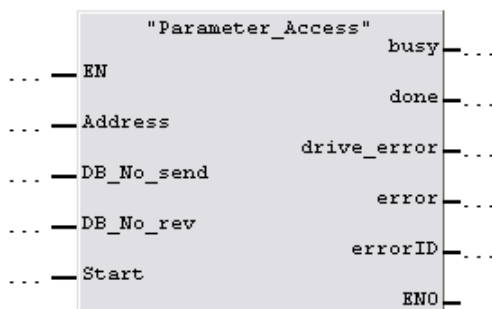 "Parameter_Access"
busy
... EN
done
... Address
drive_error
... DB_No_send
error
... DB_No_rev
errorID
... Start
ENO